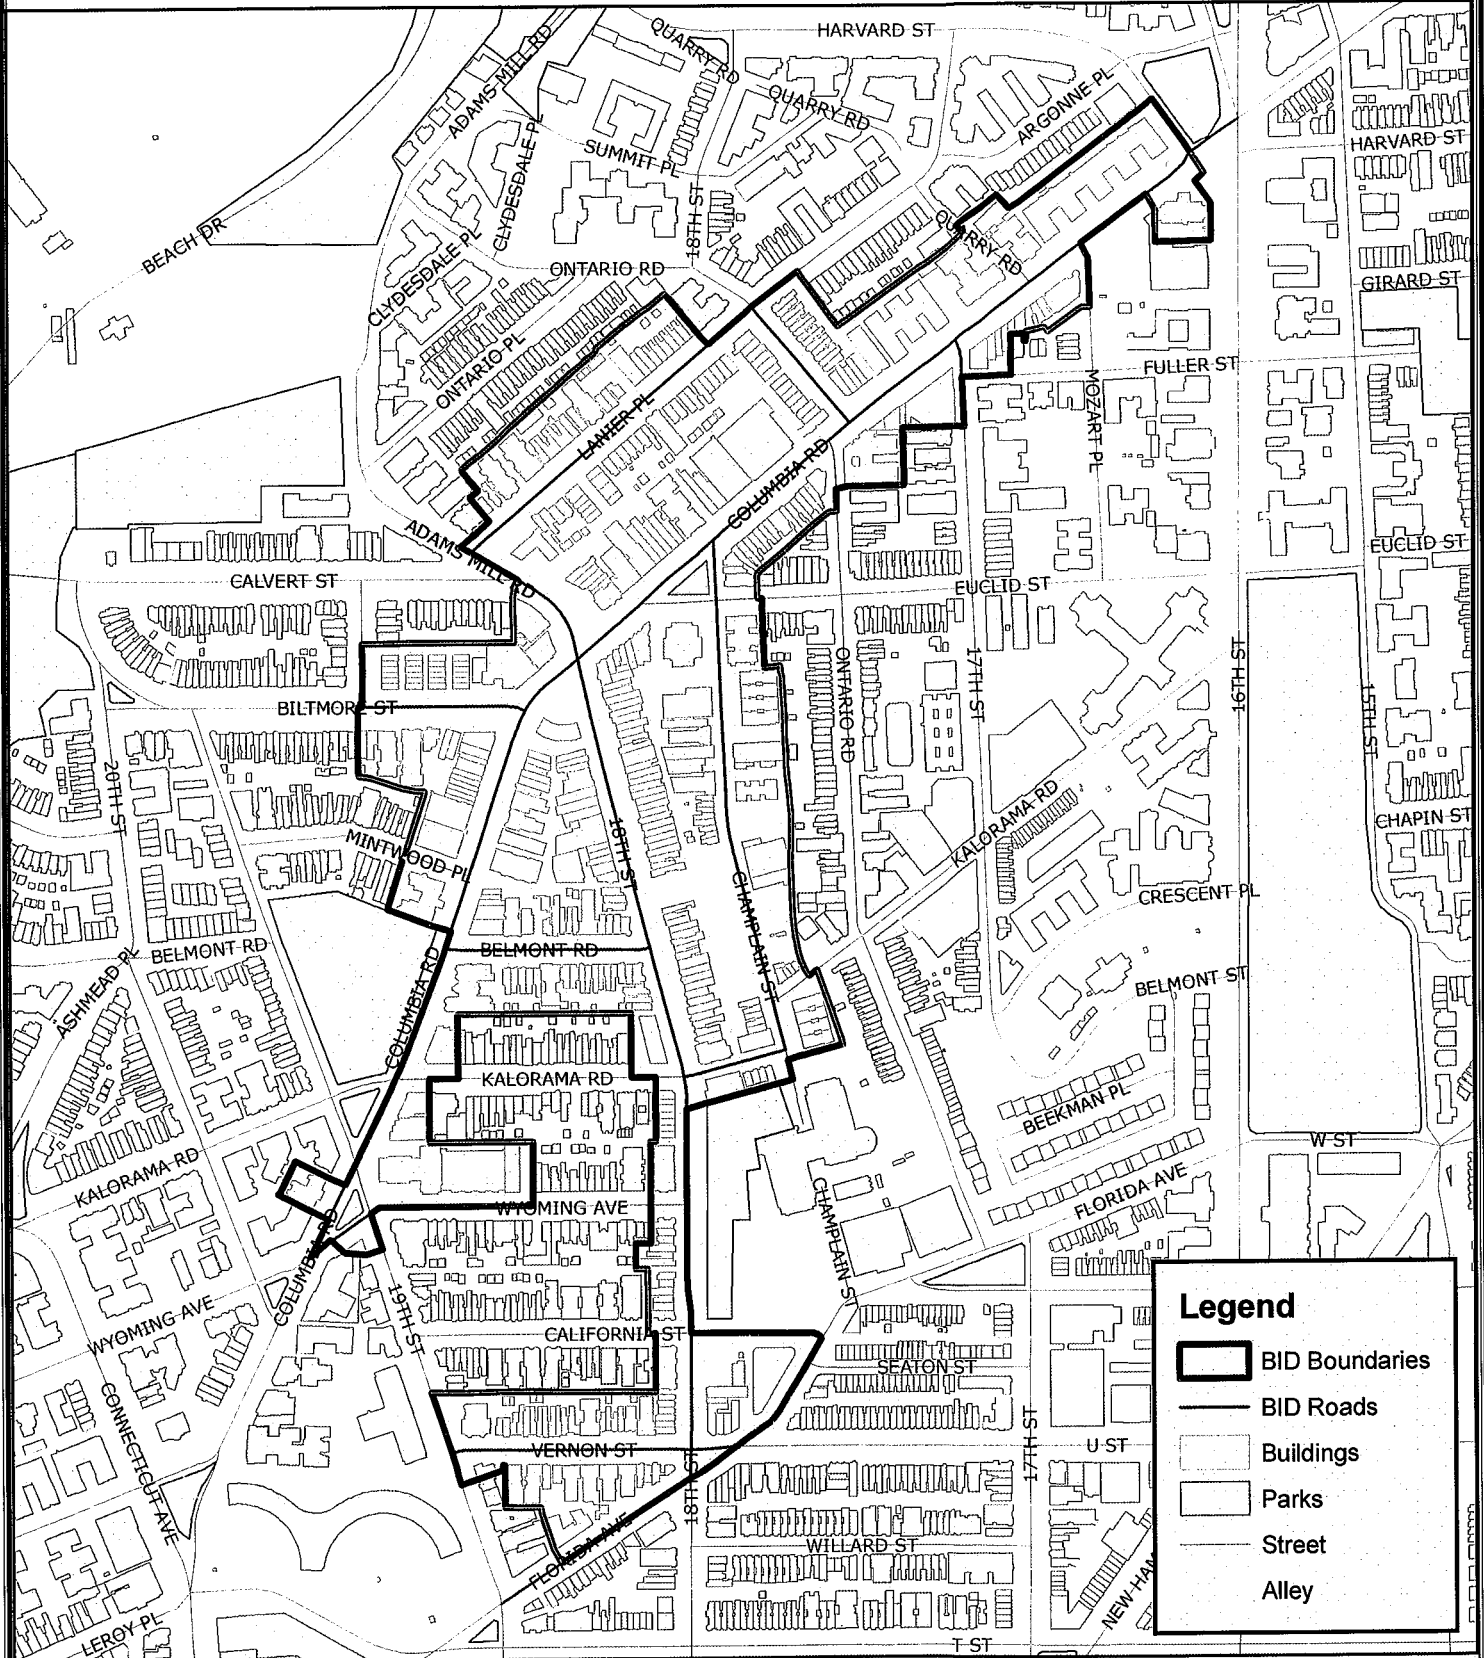 HARVARD ST
QUARRY RD
ADAMS MILL RD
QUARRY RD
ARGONNE PL
HARVARD ST
SUMMIT PL
CLYDESDALE PL
18TH ST
BEACH DR
CLYDESDALE PL
QUARRY RD
ONTARIO RD
GIRARD ST
ONTARIO PL
FULLER ST
MOZART PL
LANIER PL
COLUMBIA RD
ADAMS MILL RD
EUCLID ST
CALVERT ST
EUCLID ST
ONTARIO RD
17TH ST
16TH ST
15TH ST
BILTMORE ST
20TH ST
18TH ST
KALORAMA RD
CHAPIN ST
MINTWOOD PL
CHAMPLAIN ST
CRESCENT PL
BELMONT RD
BELMONT RD
ASHMEAD PL
COLUMBIA RD
BELMONT ST
KALORAMA RD
BEEKMAN PL
W ST
KALORAMA RD
CHAMPLAIN ST
FLORIDA AVE
WYOMING AVE
COLUMBIA RD
WYOMING AVE
19TH ST
CALIFORNIA ST
SEATON ST
CONNECTICUT AVE
VERNON ST
18TH ST
17TH ST
U ST
FLORIDA AVE
WILLARD ST
NEW HAM
LEROY PL
T ST
Legend
BID Boundaries
BID Roads
Buildings
Parks
Street
Alley